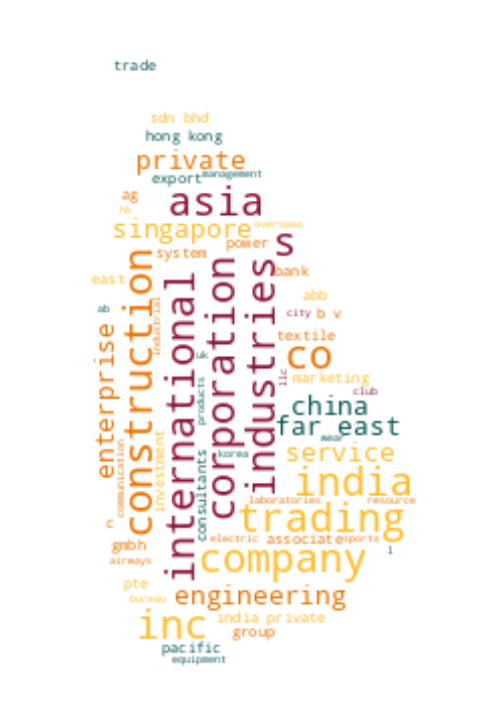 trade
sdn bhd
hong kong
private
management
export
ag
asia
hk
singapore
overseas
power
s
system
east
bank
abb
ab
city
b v
industrial
construction
international
corporation
industries
enterprise
textile
co
uk
llc
marketing
club
products
china
far east
wear
communication
investment
consultants
korea
service
india
laboratories
resource
trading
c
electric
associate
esports
l
gmbh
airways
company
pte
bureau
engineering
inc
india private
group
pacific
equipment